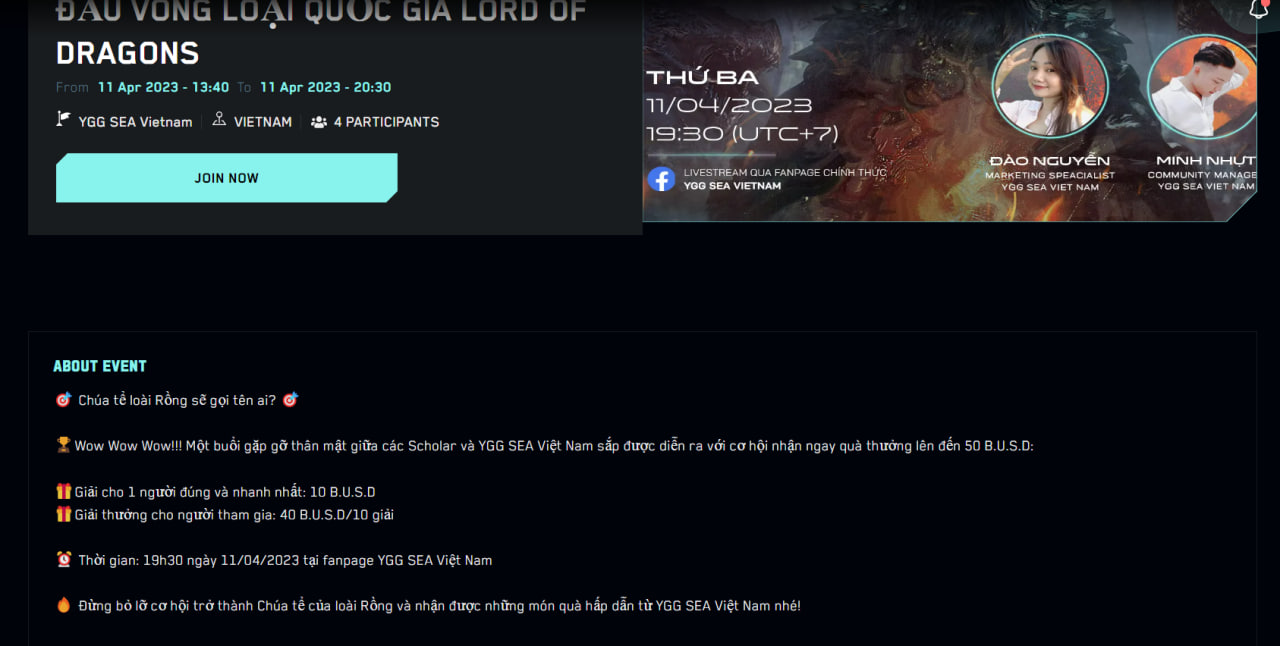 ĐẤU VÒNG LOẠI QUỐC GIA LORD OF
DRAGONS
From 11 Apr 2023 - 13:40 To 11 Apr 2023 - 20:30
YGG SEA Vietnam VIETNAM 4 PARTICIPANTS
JOIN NOW
THỨ BA
11/04/2023
19:30 (UTC+7)
LIVESTREAM QUA FANPAGE CHÍNH THỨC
YGG SEA VIETNAM
ĐÀO NGUYỄN
MARKETING SPEACIALIST
YGG SEA VIET NAM
MINH NHỰT
COMMUNITY MANAGE
YGG SEA VIET NAM
ABOUT EVENT
🎯 Chúa tể loài Rồng sẽ gọi tên ai? 🎯
🏆Wow Wow Wow!!! Một buổi gặp gỡ thân mật giữa các Scholar và YGG SEA Việt Nam sắp được diễn ra với cơ hội nhận ngay quà thưởng lên đến 50 B.U.S.D:
🎁Giải cho 1 người đúng và nhanh nhất: 10 B.U.S.D
🎁Giải thưởng cho người tham gia: 40 B.U.S.D/10 giải
⏰ Thời gian: 19h30 ngày 11/04/2023 tại fanpage YGG SEA Việt Nam
🔥 Đừng bỏ lỡ cơ hội trở thành Chúa tể của loài Rồng và nhận được những món quà hấp dẫn từ YGG SEA Việt Nam nhé!